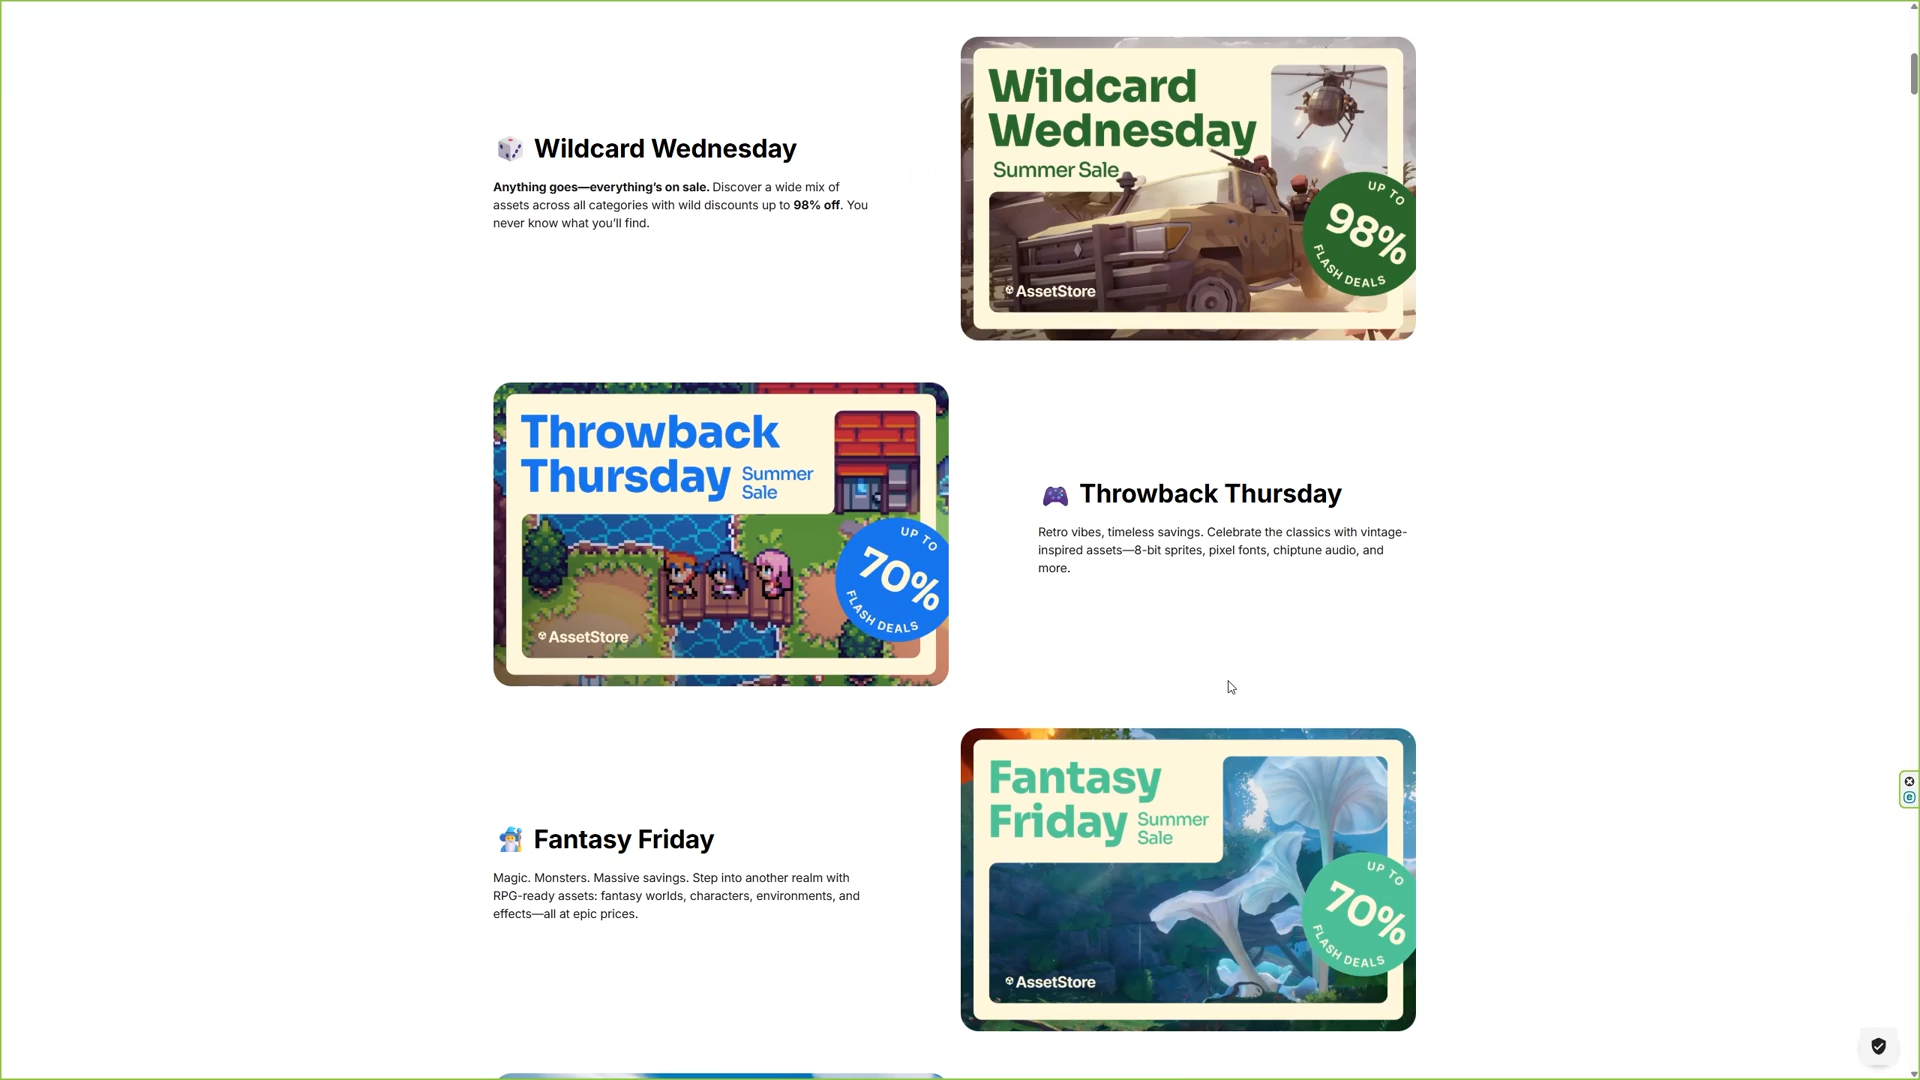 Wildcard Wednesday
Anything goes—everything’s on sale. Discover a wide mix of
assets across all categories with wild discounts up to 98% off. You
never know what you’ll find.
Wildcard
Wednesday
Summer Sale
UP TO
98%
FLASH DEALS
AssetStore
Throwback
Thursday
Summer
Sale
UP TO
70%
FLASH DEALS
AssetStore
Throwback Thursday
Retro vibes, timeless savings. Celebrate the classics with vintage-
inspired assets—8-bit sprites, pixel fonts, chiptune audio, and
more.
Fantasy Friday
Magic. Monsters. Massive savings. Step into another realm with
RPG-ready assets: fantasy worlds, characters, environments, and
effects—all at epic prices.
Fantasy
Friday
Summer
Sale
UP TO
70%
FLASH DEALS
AssetStore